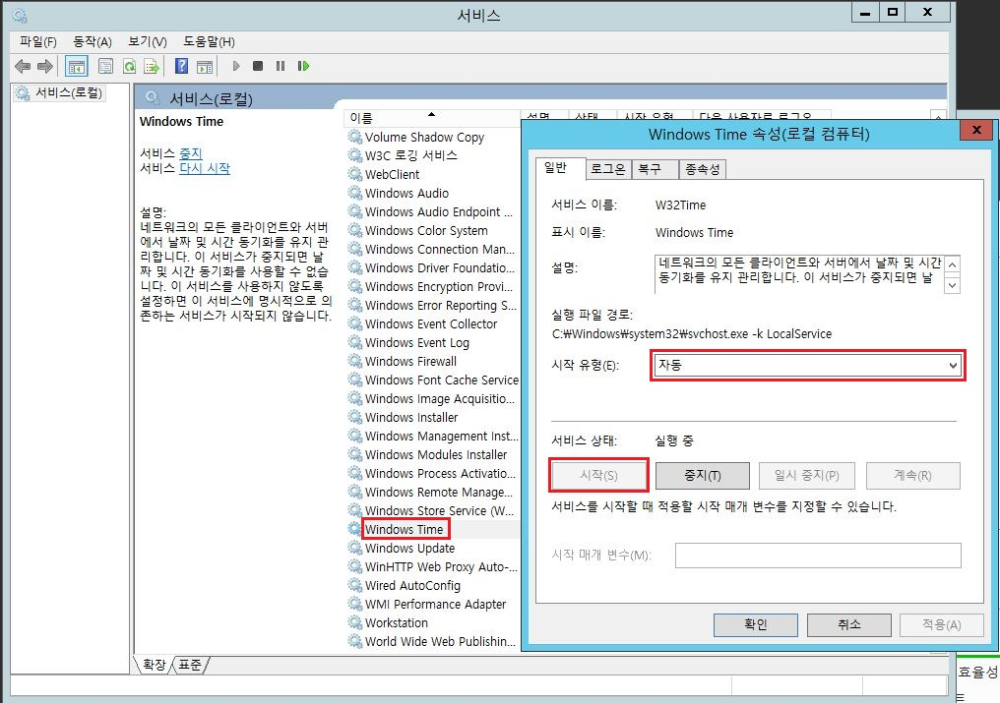 서비스
파일(F) 동작(A) 보기(V) 도움말(H)
서비스(로컬)
서비스(로컬)
Windows Time
서비스 중지
서비스 다시 시작
설명:
네트워크의 모든 클라이언트와 서버
에서 날짜 및 시간 동기화를 유지 관
리합니다. 이 서비스가 중지되면 날
짜 및 시간 동기화를 사용할 수 없습
니다. 이 서비스를 사용하지 않도록
설정하면 이 서비스에 명시적으로 의
존하는 서비스가 시작되지 않습니다.
이름 설명 상태 시작 유형 다음 사용자로 로그온
Volume Shadow Copy
W3C 로깅 서비스
WebClient
Windows Audio
Windows Audio Endpoint ...
Windows Color System
Windows Connection Man...
Windows Driver Foundatio...
Windows Encryption Provi...
Windows Error Reporting S...
Windows Event Collector
Windows Event Log
Windows Firewall
Windows Font Cache Service
Windows Image Acquisitio...
Windows Installer
Windows Management Inst...
Windows Modules Installer
Windows Process Activatio...
Windows Remote Manage...
Windows Store Service (W...
Windows Time
Windows Update
WinHTTP Web Proxy Auto-...
Wired AutoConfig
WMI Performance Adapter
Workstation
World Wide Web Publishin...
확장 표준
Windows Time 속성(로컬 컴퓨터)
일반 로그온 복구 종속성
서비스 이름: W32Time
표시 이름: Windows Time
설명: 네트워크의 모든 클라이언트와 서버에서 날짜 및 시간
동기화를 유지 관리합니다. 이 서비스가 중지되면 날
실행 파일 경로:
C:₩Windows₩system32₩svchost.exe -k LocalService
시작 유형(E): 자동
서비스 상태: 실행 중
시작(S) 중지(T) 일시 중지(P) 계속(R)
서비스를 시작할 때 적용할 시작 매개 변수를 지정할 수 있습니다.
시작 매개 변수(M):
확인 취소 적용(A)
효율성